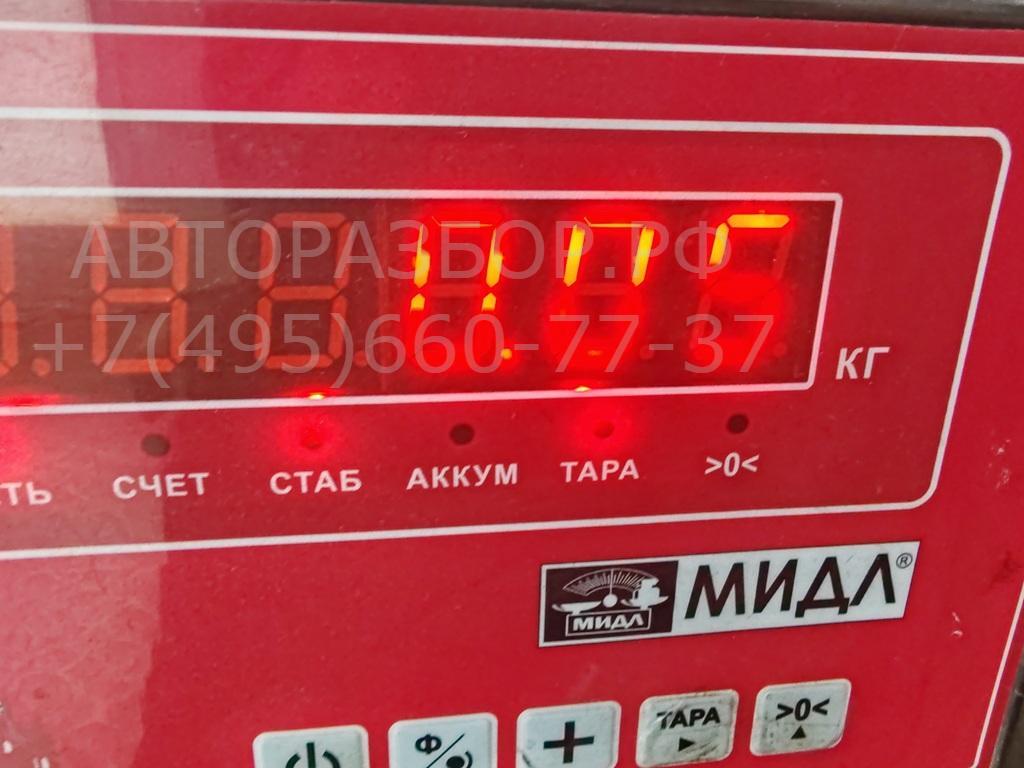 АВТОРАЗБОР.РФ
+7(495)660-77-37
КГ
СЧЕТ СТАБ АККУМ ТАРА >0<
МИДЛ
МИДЛ®
Ф + ТАРА >0<